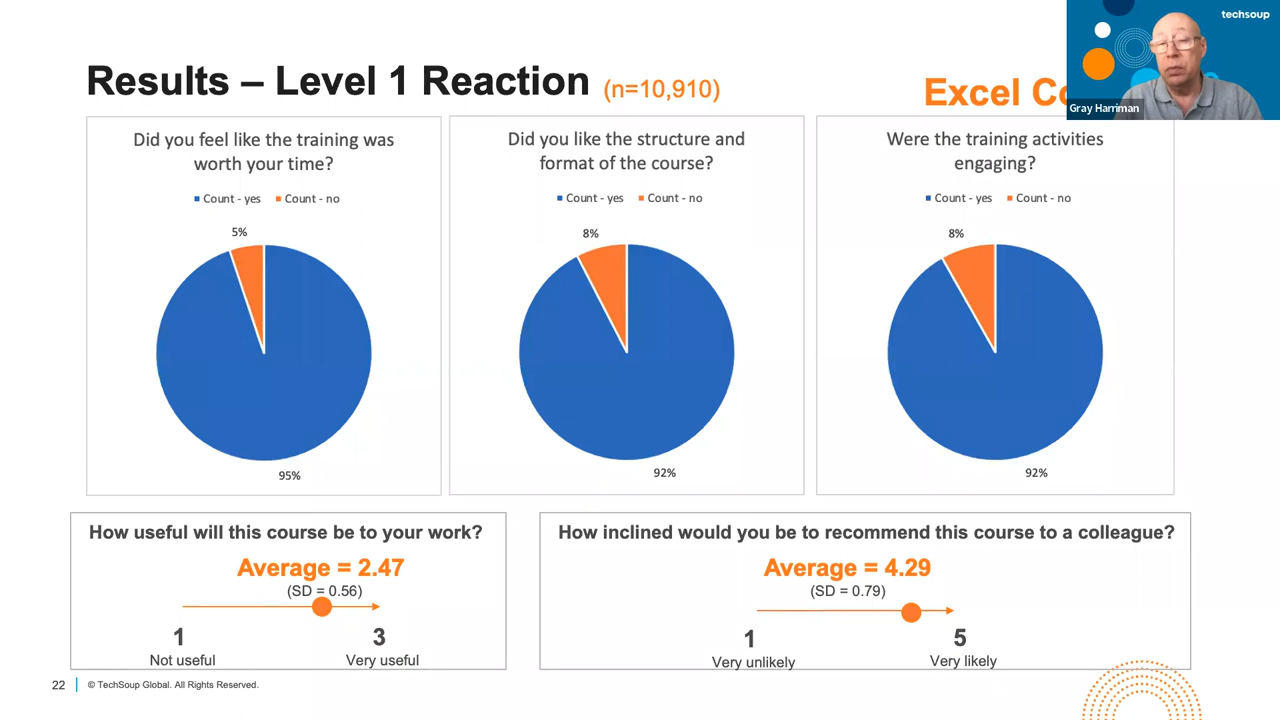 techsoup
Gray Harriman
Results – Level 1 Reaction (n=10,910)
Excel
Did you feel like the training was
worth your time?
Count - yes Count - no
5%
95%
Did you like the structure and
format of the course?
Count - yes Count - no
8%
92%
Were the training activities
engaging?
Count - yes Count - no
8%
92%
How useful will this course be to your work?
Average = 2.47
(SD = 0.56)
1 3
Not useful Very useful
How inclined would you be to recommend this course to a colleague?
Average = 4.29
(SD = 0.79)
1 5
Very unlikely Very likely
22 © TechSoup Global. All Rights Reserved.